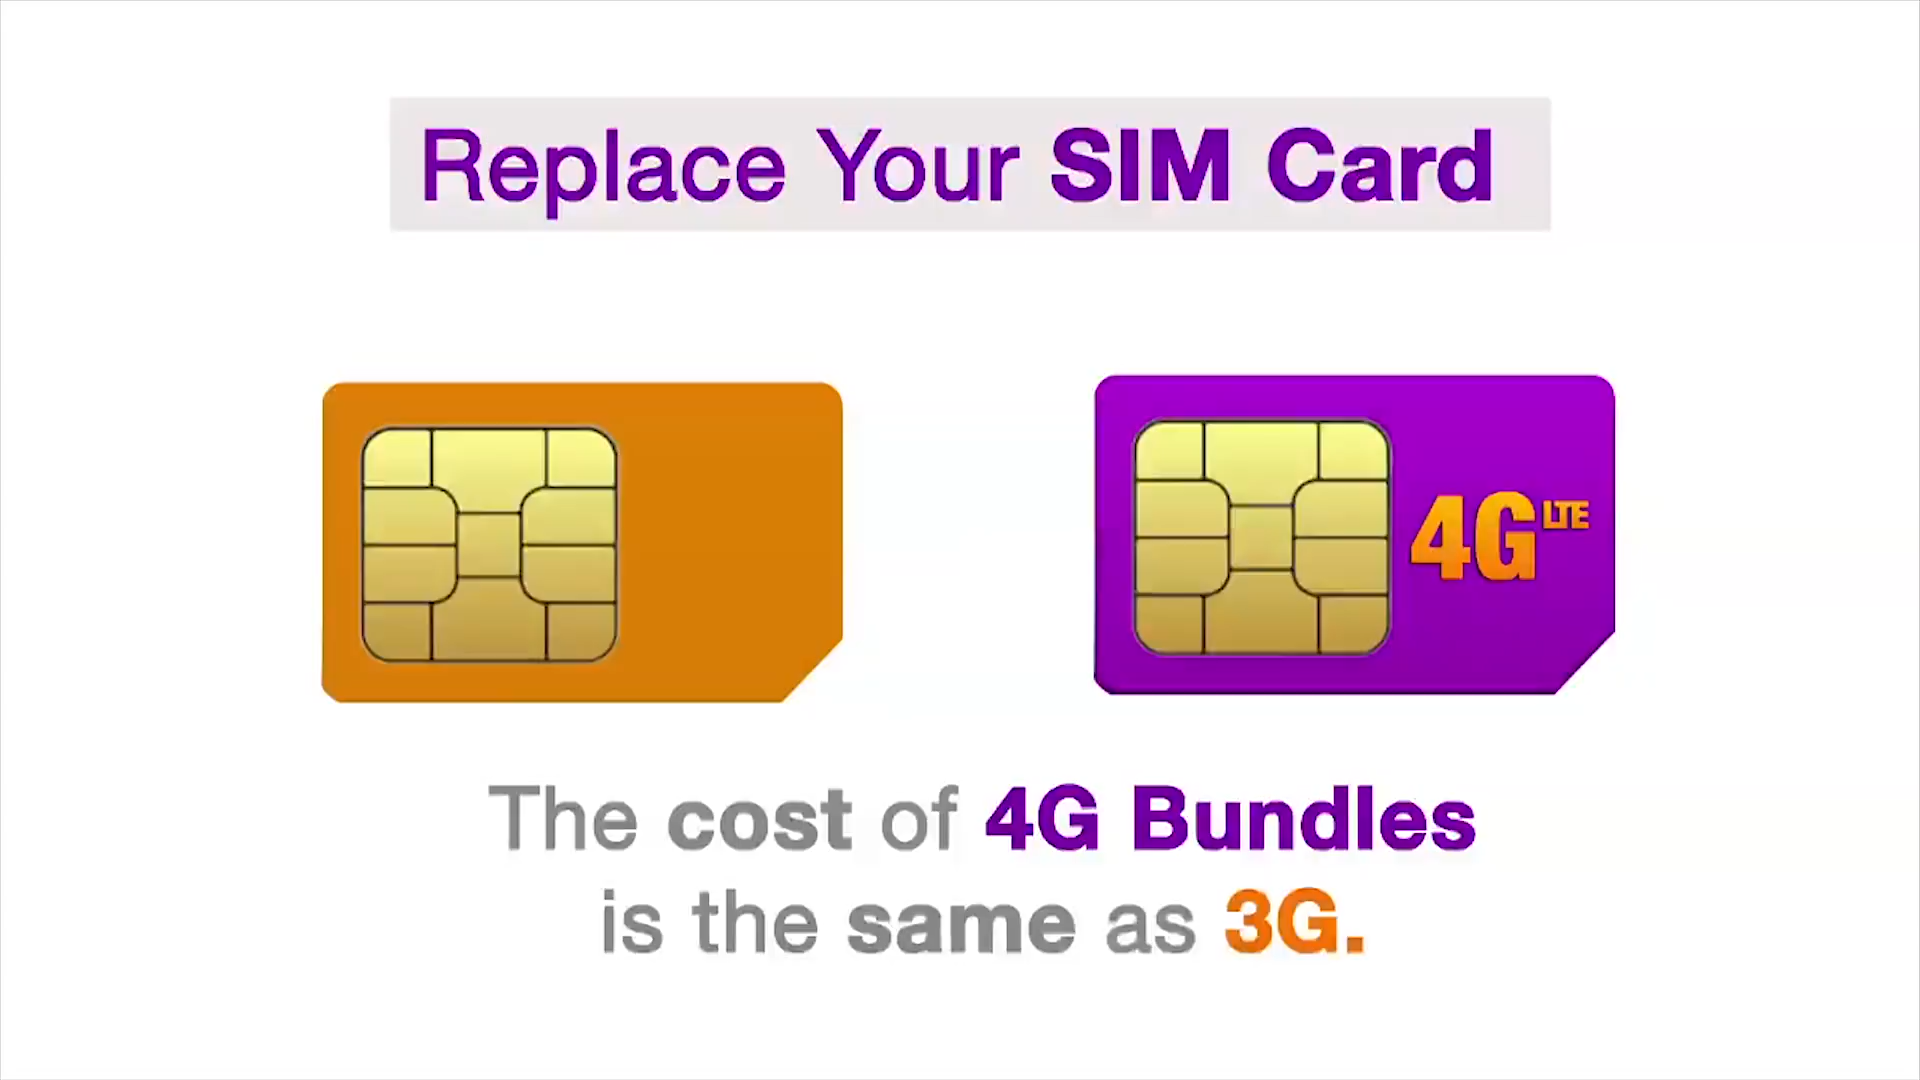 Replace Your SIM Card
4G LTE
The cost of 4G Bundles
is the same as 3G.